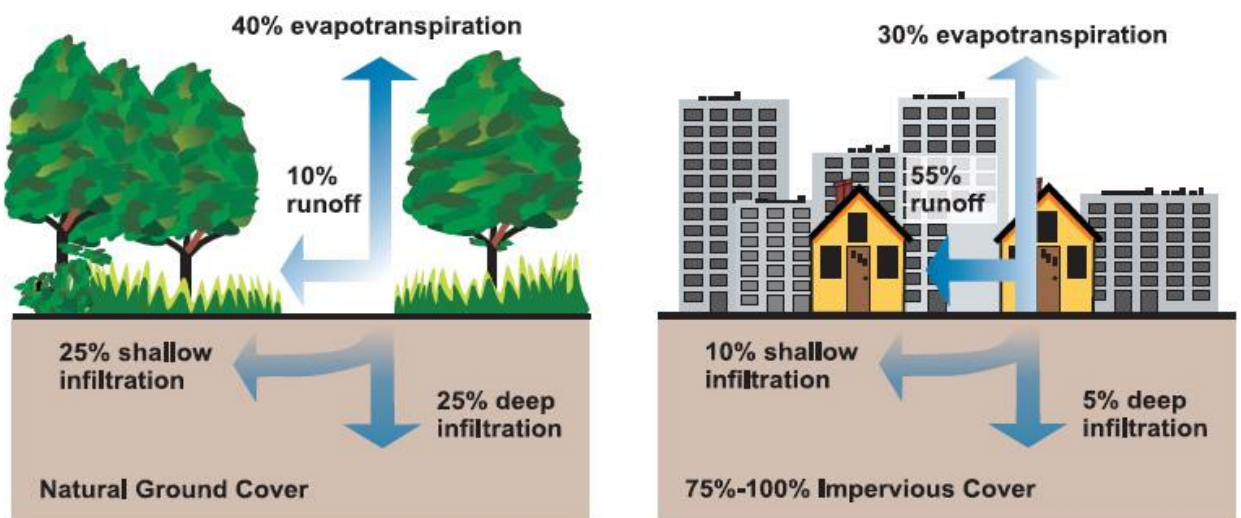 40% evapotranspiration
10%
runoff
25% shallow
infiltration
25% deep
infiltration
Natural Ground Cover
30% evapotranspiration
55%
runoff
10% shallow
infiltration
5% deep
infiltration
75%-100% Impervious Cover